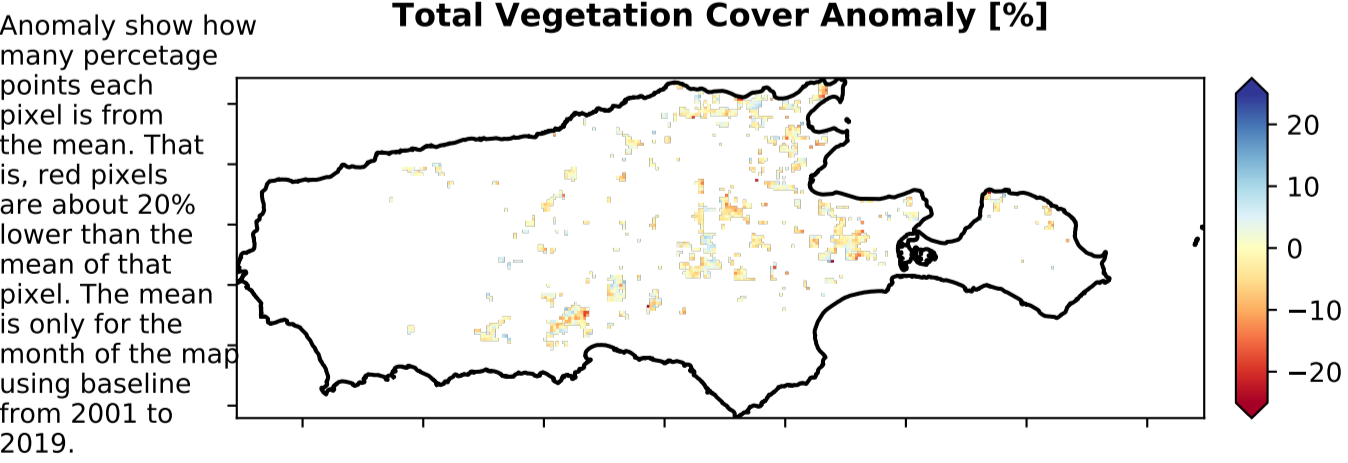 Total Vegetation Cover Anomaly [%]
Anomaly show how
many percetage
points each
pixel is from
the mean. That
is, red pixels
are about 20%
lower than the
mean of that
pixel. The mean
is only for the
month of the map
using baseline
from 2001 to
2019.
20
10
0
−10
−20